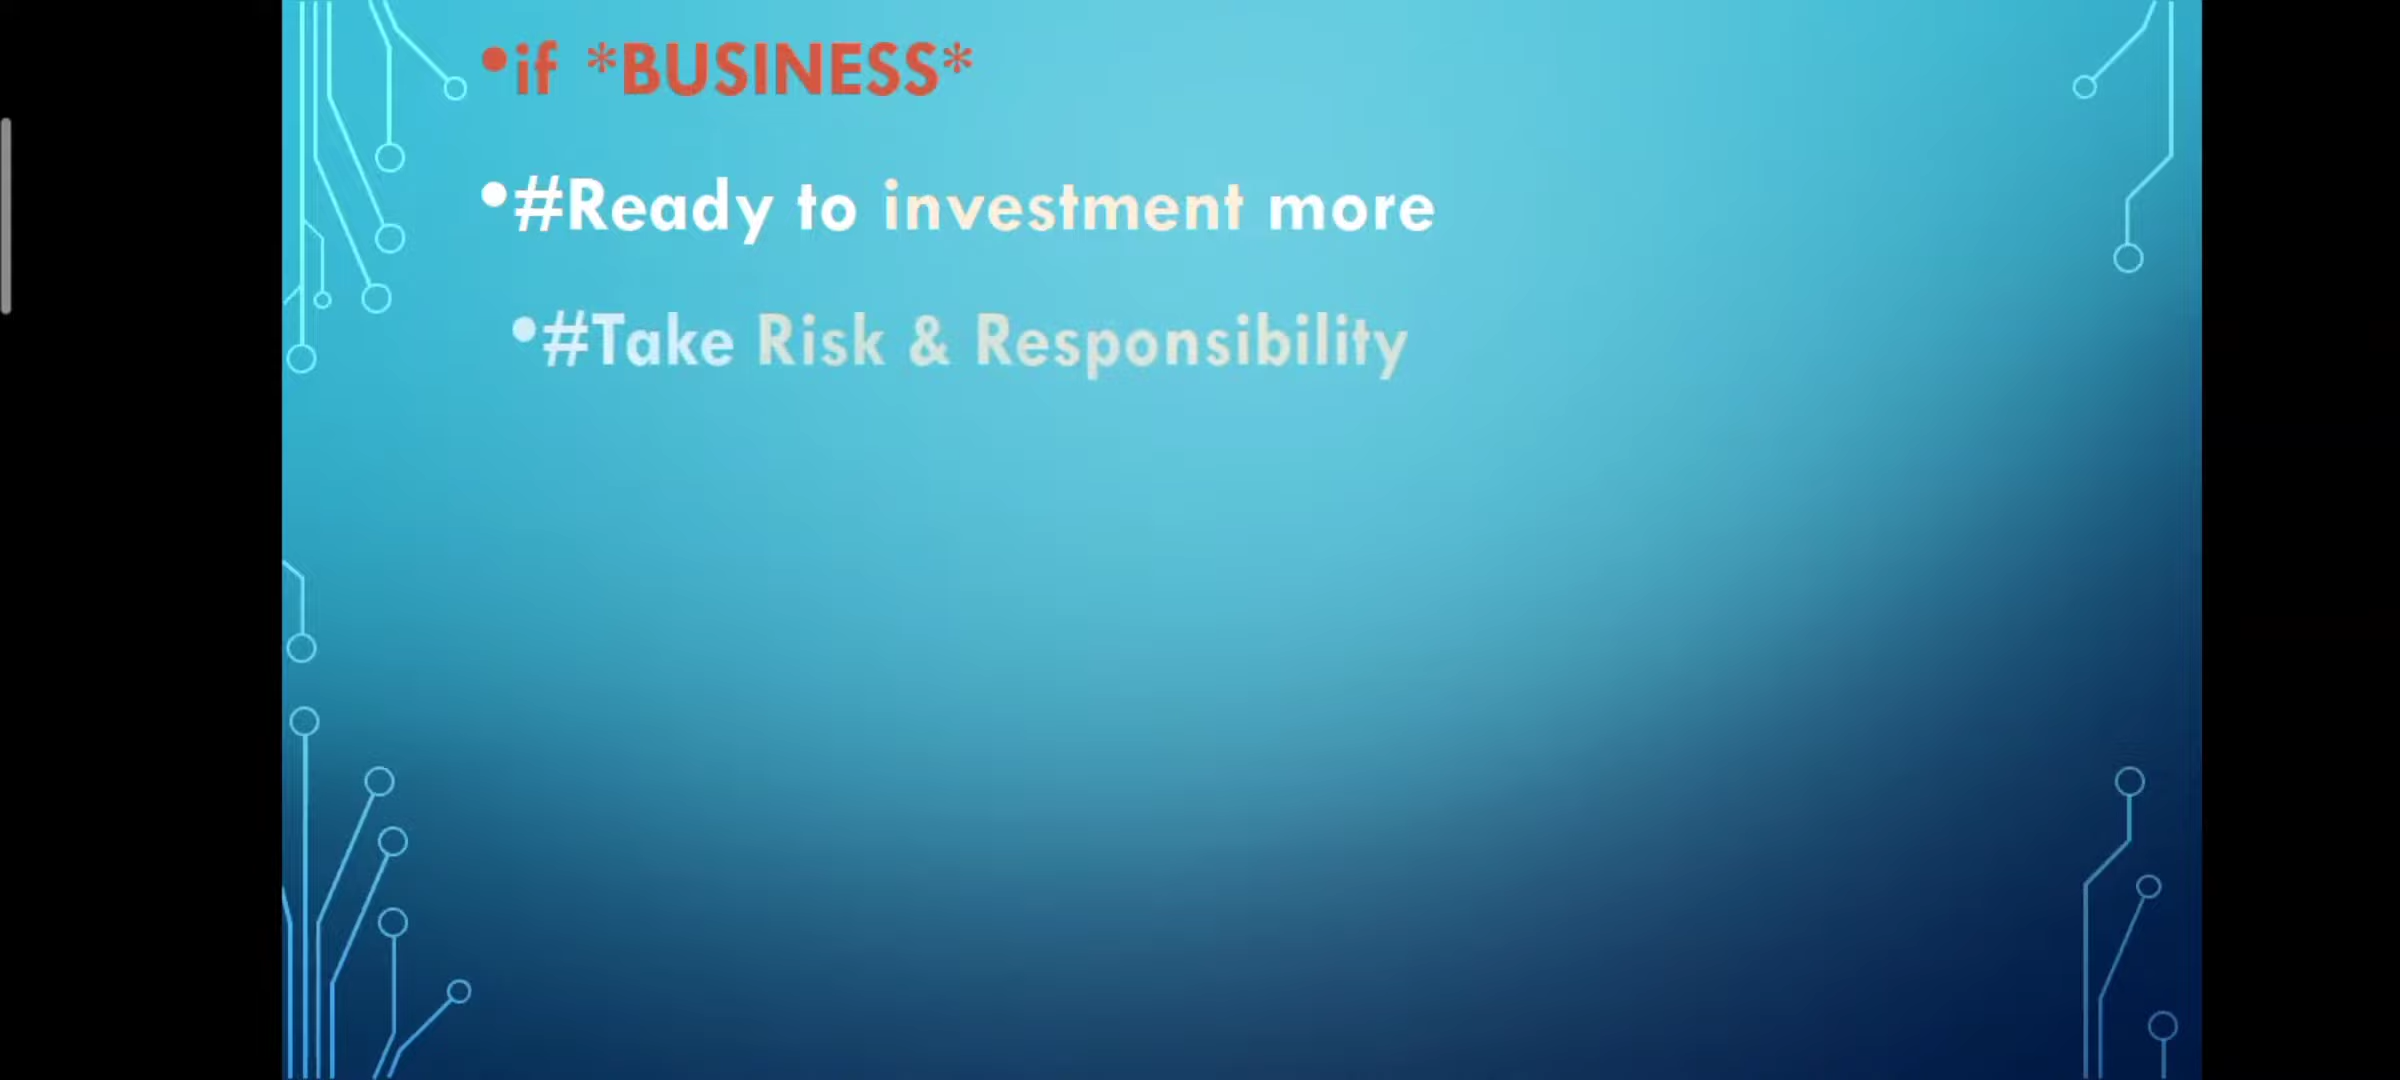 •if *BUSINESS*
•#Ready to investment more
•#Take Risk & Responsibility